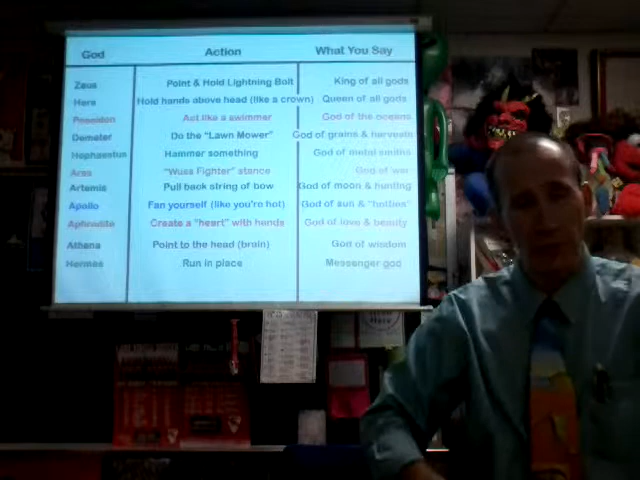 God Action What You Say
Zeus Point & Hold Lightning Bolt King of all gods
Hera Hold hands above head (like a crown) Queen of all gods
Poseidon Act like a swimmer God of the oceans
Demeter Do the "Lawn Mower" God of grains & harvests
Hephaestus Hammer something God of metal smiths
Ares "Wuss Fighter" stance God of war
Artemis Pull back string of bow God of moon & hunting
Apollo Fan yourself (like you're hot) God of sun & "hotties"
Aphrodite Create a "heart" with hands God of love & beauty
Athena Point to the head (brain) God of wisdom
Hermes Run in place Messenger god